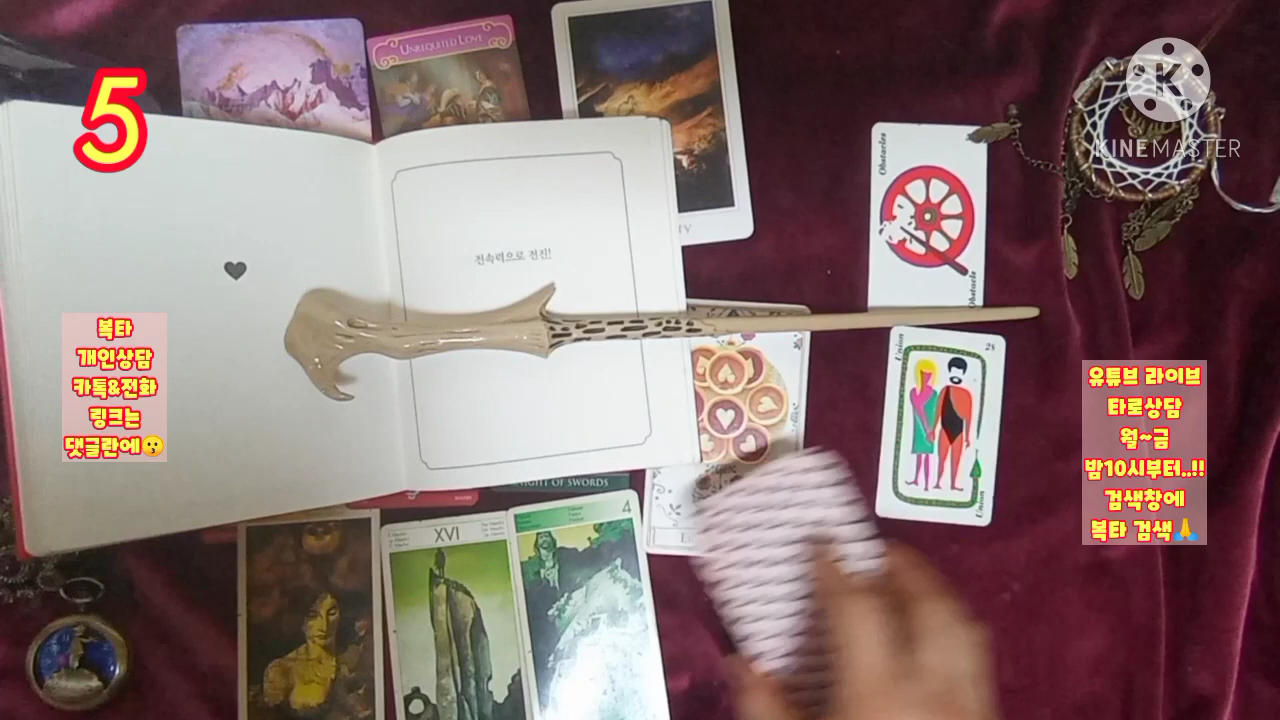 5
UNREQUITED LOVE
KINEMASTER
Obstacles
Obstacle
전속력으로 전진!
복타
개인상담
카톡&전화
링크는
댓글란에😗
Union
28
Union
유튜브 라이브
타로상담
월~금
밤10시부터..!!
검색창에
복타 검색🙏
KNIGHT OF SWORDS
XVI
4